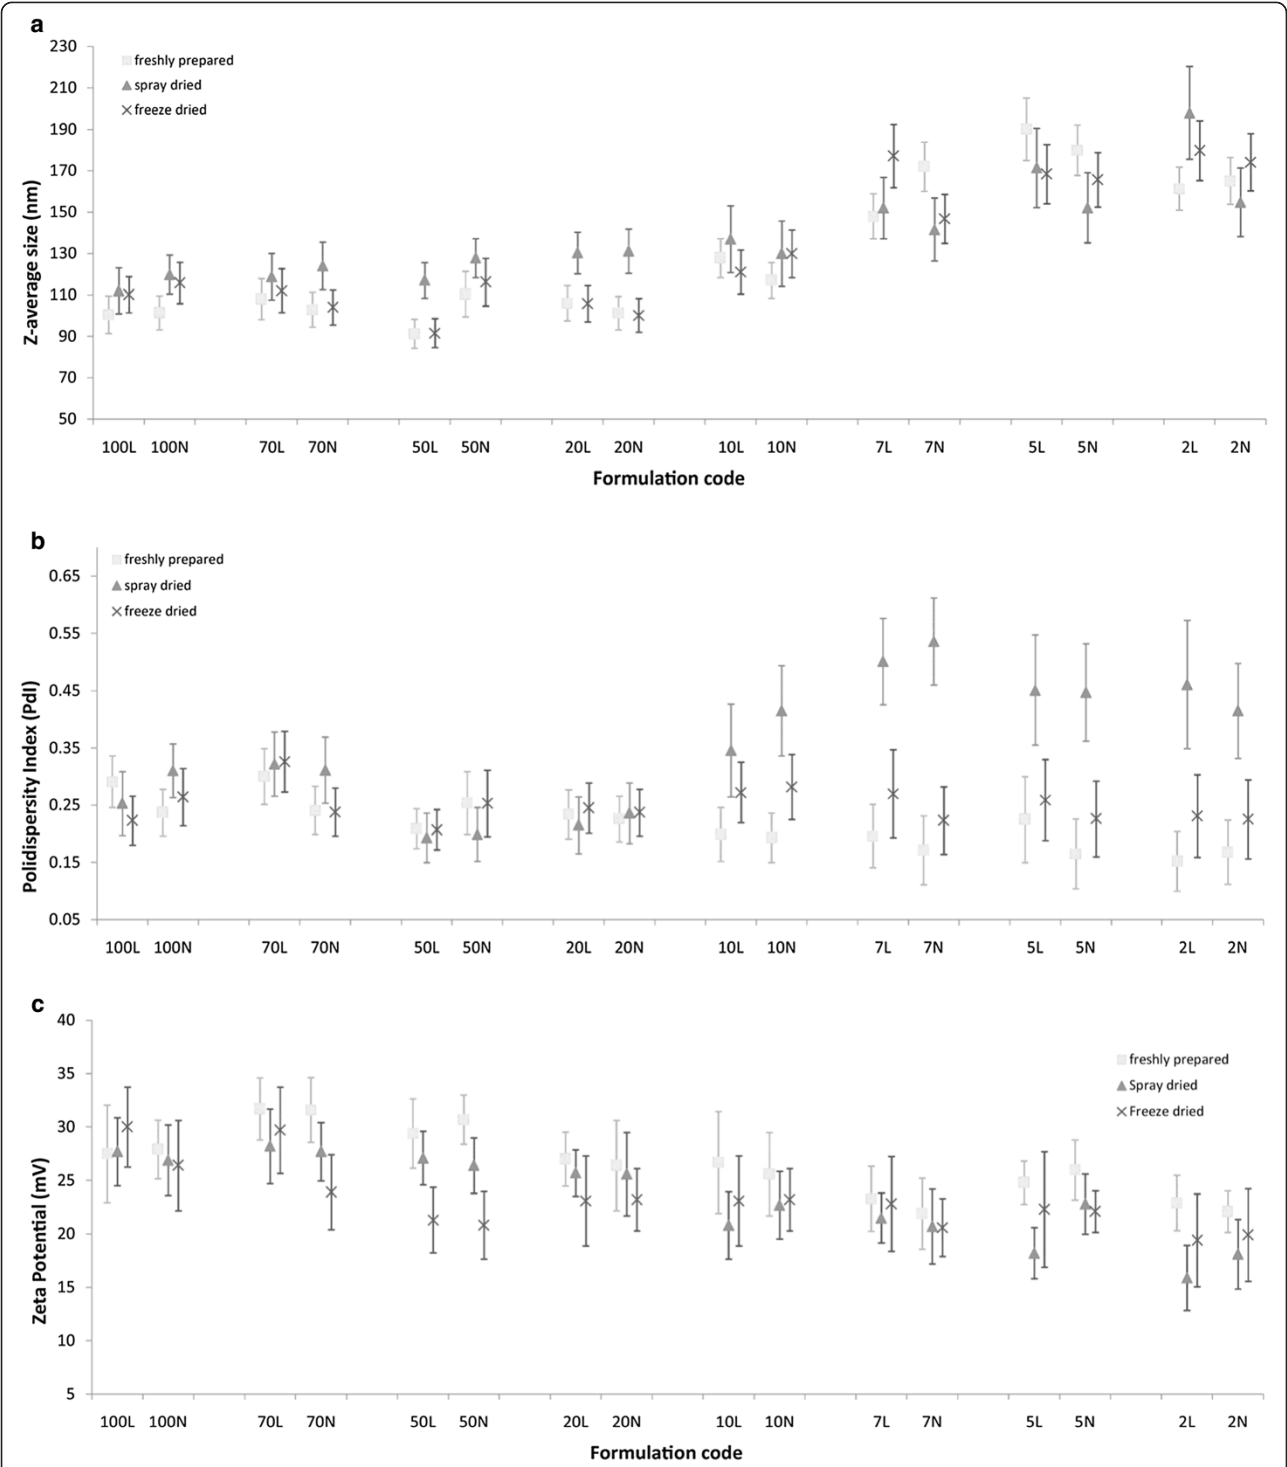 a
230
210
190
170
150
130
110
90
70
50
Z-average size (nm)
freshly prepared
spray dried
freeze dried
100L 100N 70L 70N 50L 50N 20L 20N 10L 10N 7L 7N 5L 5N 2L 2N
Formulation code
b
0.65
0.55
0.45
0.35
0.25
0.15
0.05
Polidispersity Index (PdI)
freshly prepared
spray dried
freeze dried
100L 100N 70L 70N 50L 50N 20L 20N 10L 10N 7L 7N 5L 5N 2L 2N
c
40
35
30
25
20
15
10
5
Zeta Potential (mV)
freshly prepared
Spray dried
Freeze dried
100L 100N 70L 70N 50L 50N 20L 20N 10L 10N 7L 7N 5L 5N 2L 2N
Formulation code